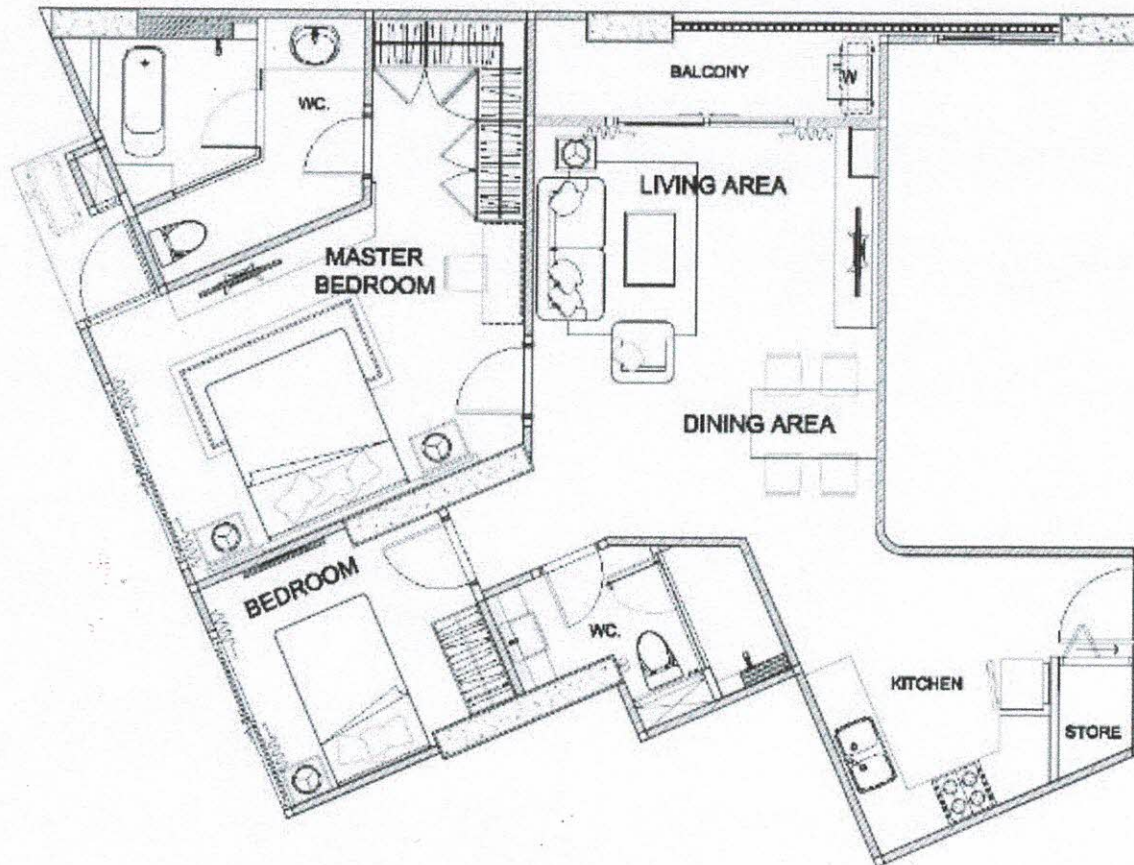 BALCONY
W
WC.
LIVING AREA
MASTER
BEDROOM
DINING AREA
BEDROOM
WC.
KITCHEN
STORE